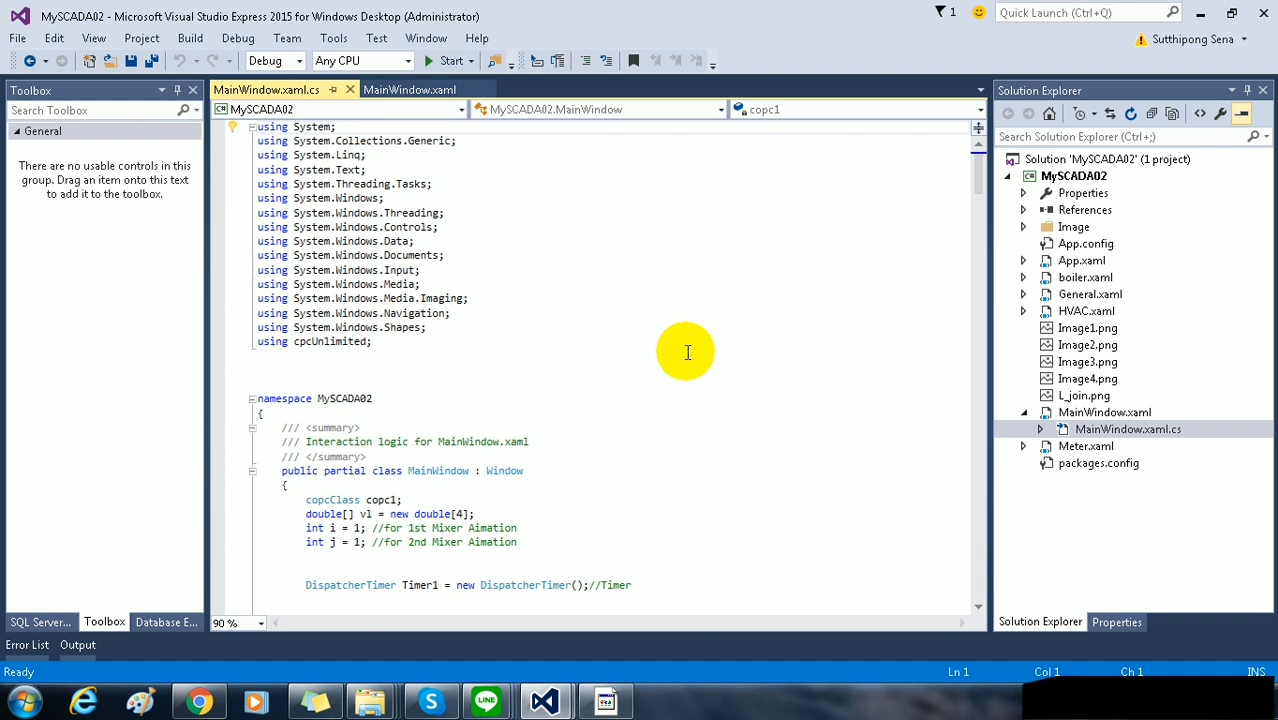 MySCADA02 - Microsoft Visual Studio Express 2015 for Windows Desktop (Administrator)
1
Quick Launch (Ctrl+Q)
File Edit View Project Build Debug Team Tools Test Window Help
Sutthipong Sena
Debug Any CPU Start
Toolbox
MainWindow.xaml.cs MainWindow.xaml
Solution Explorer
Search Toolbox
MySCADA02 MySCADA02.MainWindow copc1
General
There are no usable controls in this
group. Drag an item onto this text
to add it to the toolbox.
using System;
using System.Collections.Generic;
using System.Linq;
using System.Text;
using System.Threading.Tasks;
using System.Windows;
using System.Windows.Threading;
using System.Windows.Controls;
using System.Windows.Data;
using System.Windows.Documents;
using System.Windows.Input;
using System.Windows.Media;
using System.Windows.Media.Imaging;
using System.Windows.Navigation;
using System.Windows.Shapes;
using cpcUnlimited;
namespace MySCADA02
{
/// <summary>
/// Interaction logic for MainWindow.xaml
/// </summary>
public partial class MainWindow : Window
{
copcClass copc1;
double[] vl = new double[4];
int i = 1; //for 1st Mixer Aimation
int j = 1; //for 2nd Mixer Aimation
DispatcherTimer Timer1 = new DispatcherTimer();//Timer
90 %
Search Solution Explorer (Ctrl+;)
Solution 'MySCADA02' (1 project)
MySCADA02
Properties
References
Image
App.config
App.xaml
boiler.xaml
General.xaml
HVAC.xaml
Image1.png
Image2.png
Image3.png
Image4.png
L_join.png
MainWindow.xaml
MainWindow.xaml.cs
Meter.xaml
packages.config
SQL Server... Toolbox Database E...
Solution Explorer Properties
Error List Output
Ready Ln 1 Col 1 Ch 1 INS
LINE